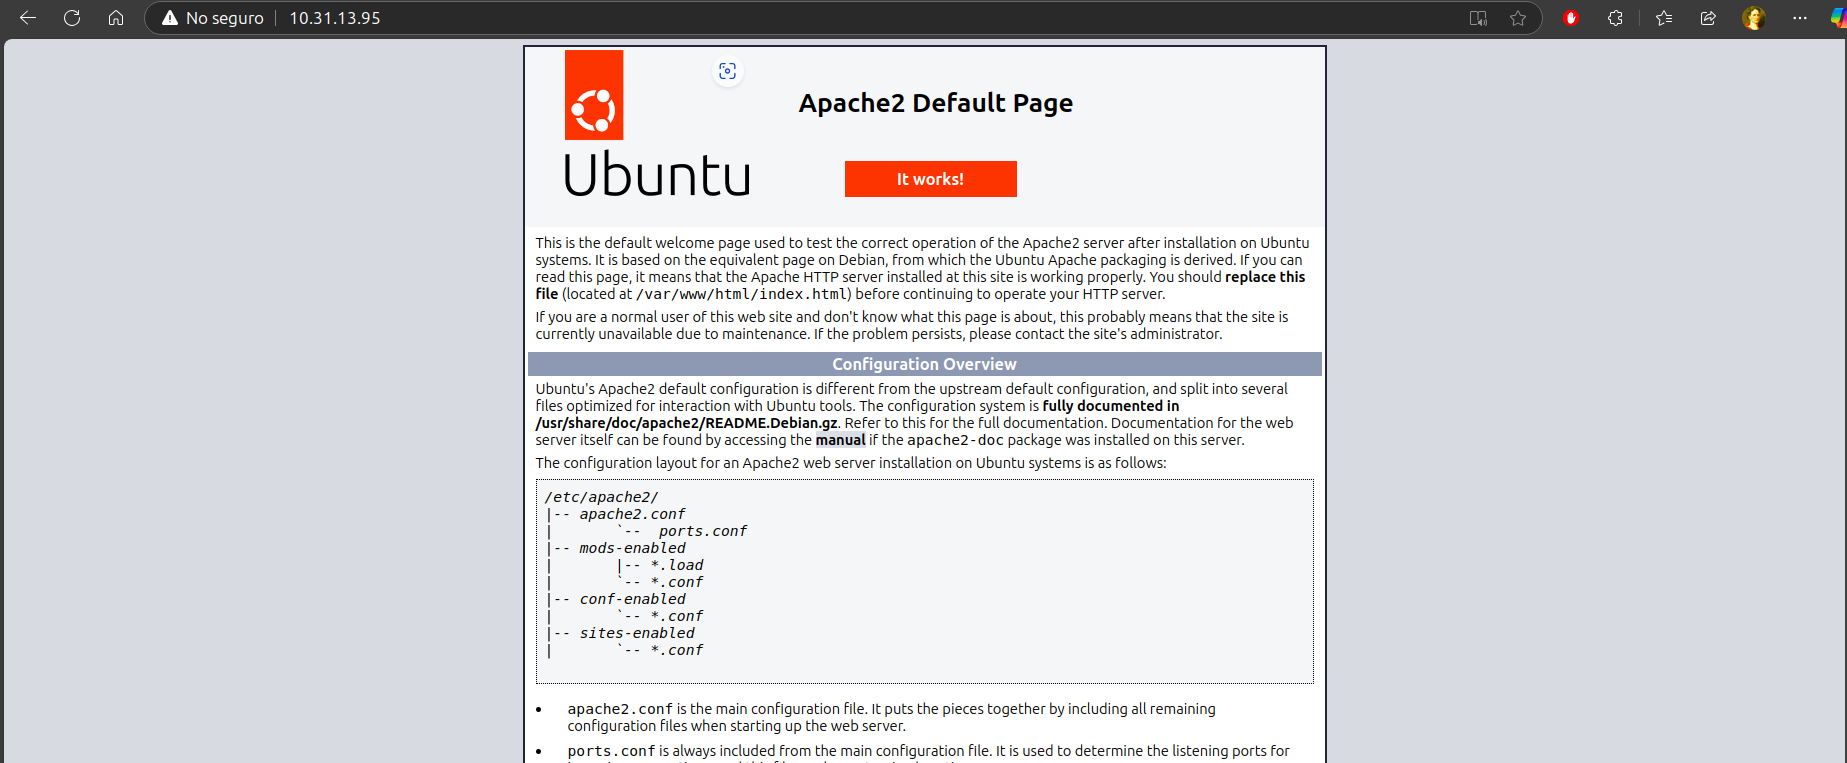 No seguro 10.31.13.95
Apache2 Default Page
Ubuntu
It works!
This is the default welcome page used to test the correct operation of the Apache2 server after installation on Ubuntu
systems. It is based on the equivalent page on Debian, from which the Ubuntu Apache packaging is derived. If you can
read this page, it means that the Apache HTTP server installed at this site is working properly. You should replace this
file (located at /var/www/html/index.html) before continuing to operate your HTTP server.
If you are a normal user of this web site and don't know what this page is about, this probably means that the site is
currently unavailable due to maintenance. If the problem persists, please contact the site's administrator.
Configuration Overview
Ubuntu's Apache2 default configuration is different from the upstream default configuration, and split into several
files optimized for interaction with Ubuntu tools. The configuration system is fully documented in
/usr/share/doc/apache2/README.Debian.gz. Refer to this for the full documentation. Documentation for the web
server itself can be found by accessing the manual if the apache2-doc package was installed on this server.
The configuration layout for an Apache2 web server installation on Ubuntu systems is as follows:
/etc/apache2/
|-- apache2.conf
|       `--  ports.conf
|-- mods-enabled
|       |-- *.load
|       `-- *.conf
|-- conf-enabled
|       `-- *.conf
|-- sites-enabled
|       `-- *.conf
• apache2.conf is the main configuration file. It puts the pieces together by including all remaining
configuration files when starting up the web server.
• ports.conf is always included from the main configuration file. It is used to determine the listening ports for